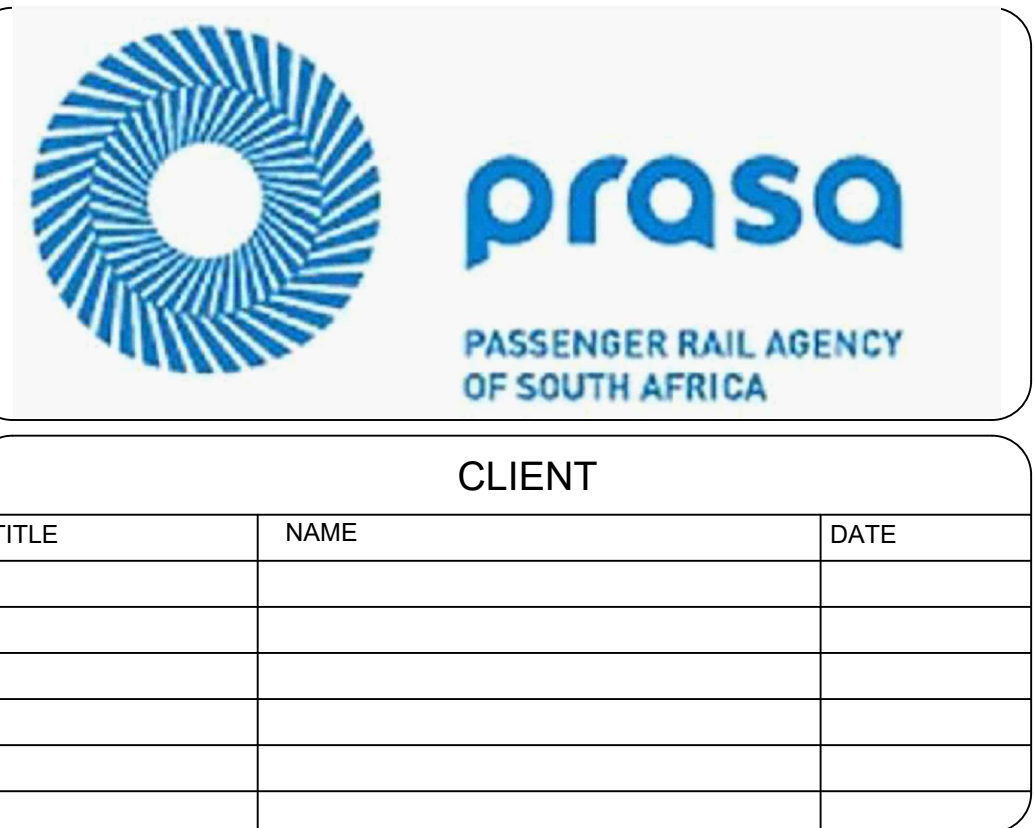 prasa
PASSENGER RAIL AGENCY
OF SOUTH AFRICA
CLIENT
TITLE NAME DATE